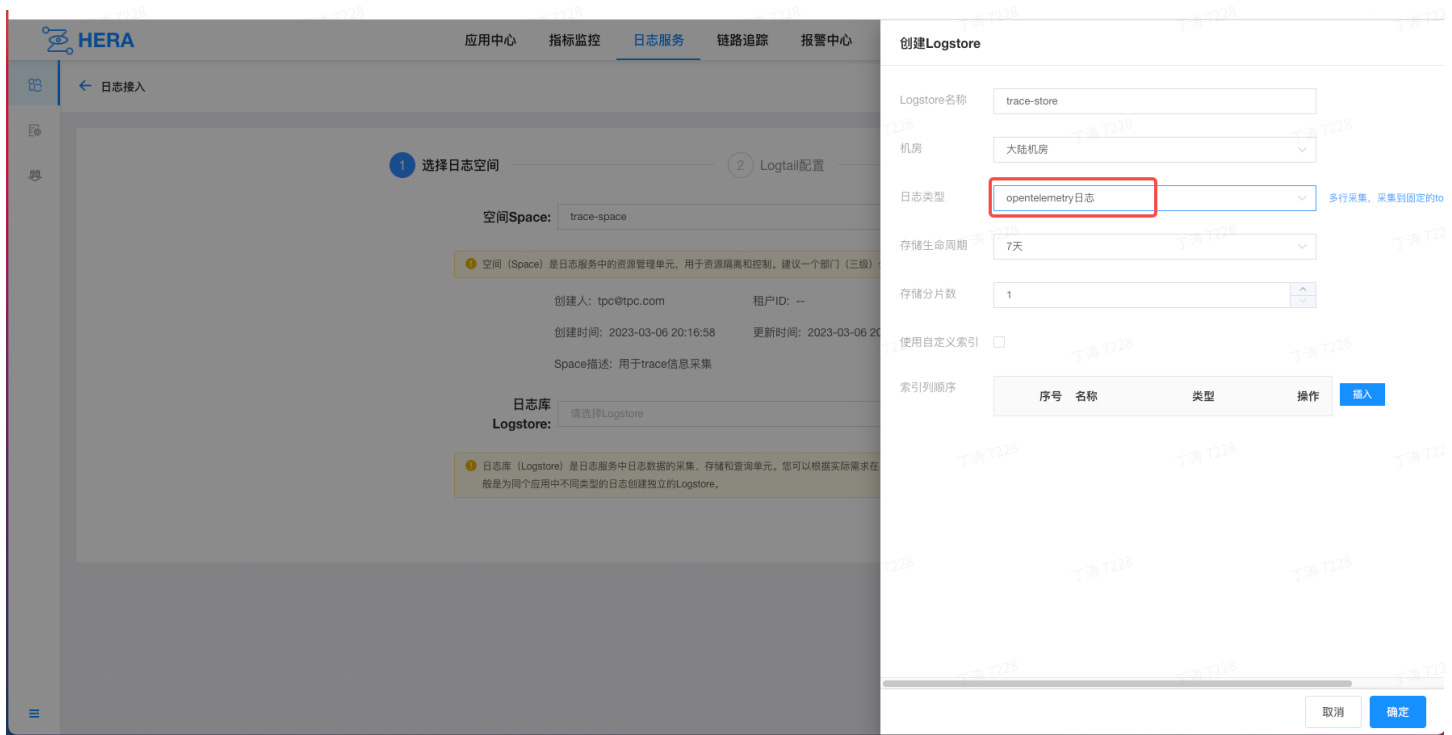 HERA
应用中心 指标监控 日志服务 链路追踪 报警中心
日志接入
1 选择日志空间
2 Logtail配置
空间Space: trace-space
空间（Space）是日志服务中的资源管理单元，用于资源隔离和控制。建议一个部门（三级）
创建人: tpc@tpc.com 租户ID: --
创建时间: 2023-03-06 20:16:58 更新时间: 2023-03-06 20
Space描述: 用于trace信息采集
日志库
Logstore: 请选择Logstore
日志库（Logstore）是日志服务中日志数据的采集、存储和查询单元。您可以根据实际需求在
般是为同个应用中不同类型的日志创建独立的Logstore。
创建Logstore
Logstore名称 trace-store
机房 大陆机房
日志类型 opentelemetry日志 多行采集，采集到固定的to
存储生命周期 7天
存储分片数 1
使用自定义索引
索引列顺序 序号 名称 类型 操作 插入
取消 确定
丁涛 7228